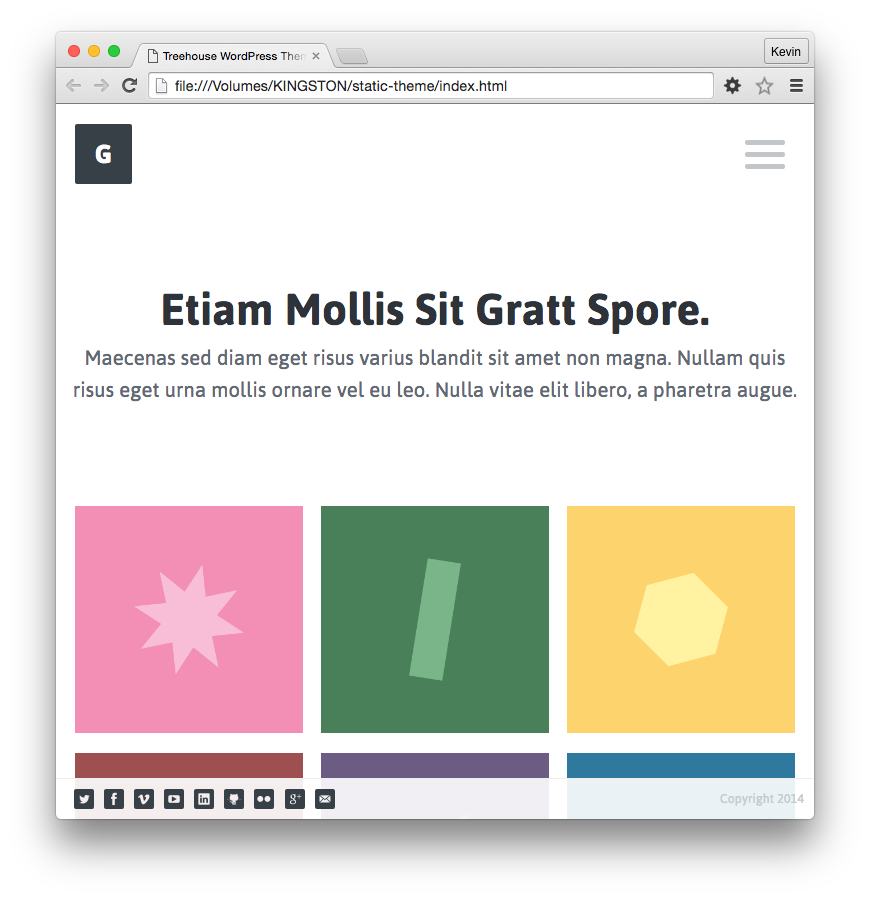 Treehouse WordPress Them
Kevin
file:///Volumes/KINGSTON/static-theme/index.html
G
Etiam Mollis Sit Gratt Spore.
Maecenas sed diam eget risus varius blandit sit amet non magna. Nullam quis
risus eget urna mollis ornare vel eu leo. Nulla vitae elit libero, a pharetra augue.
Copyright 2014